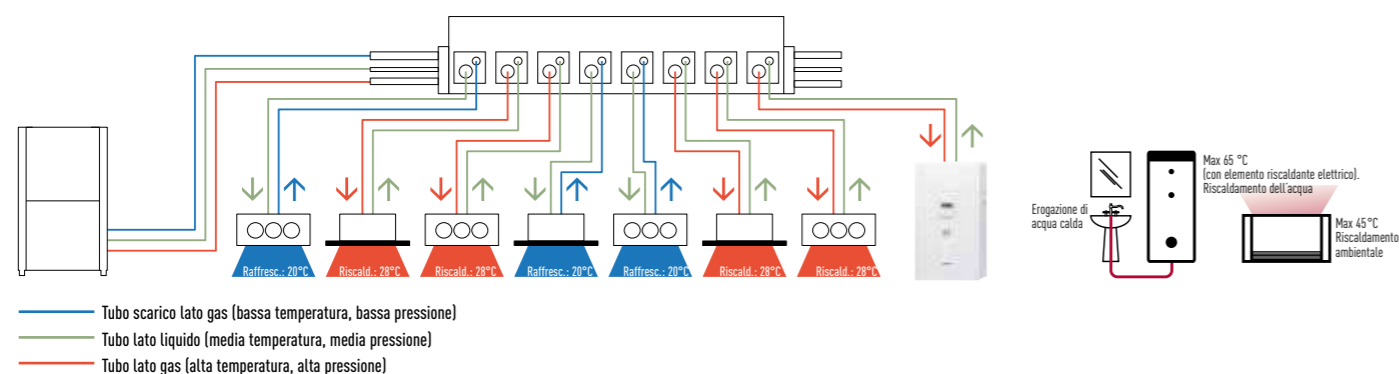 Raffresc.: 20°C
Riscald.: 28°C
Riscald.: 28°C
Raffresc.: 20°C
Raffresc.: 20°C
Riscald.: 28°C
Riscald.: 28°C
Erogazione di
acqua calda
Max 65 °C
(con elemento riscaldante elettrico).
Riscaldamento dell'acqua
Max 45°C
Riscaldamento
ambientale
Tubo scarico lato gas (bassa temperatura, bassa pressione)
Tubo lato liquido (media temperatura, media pressione)
Tubo lato gas (alta temperatura, alta pressione)